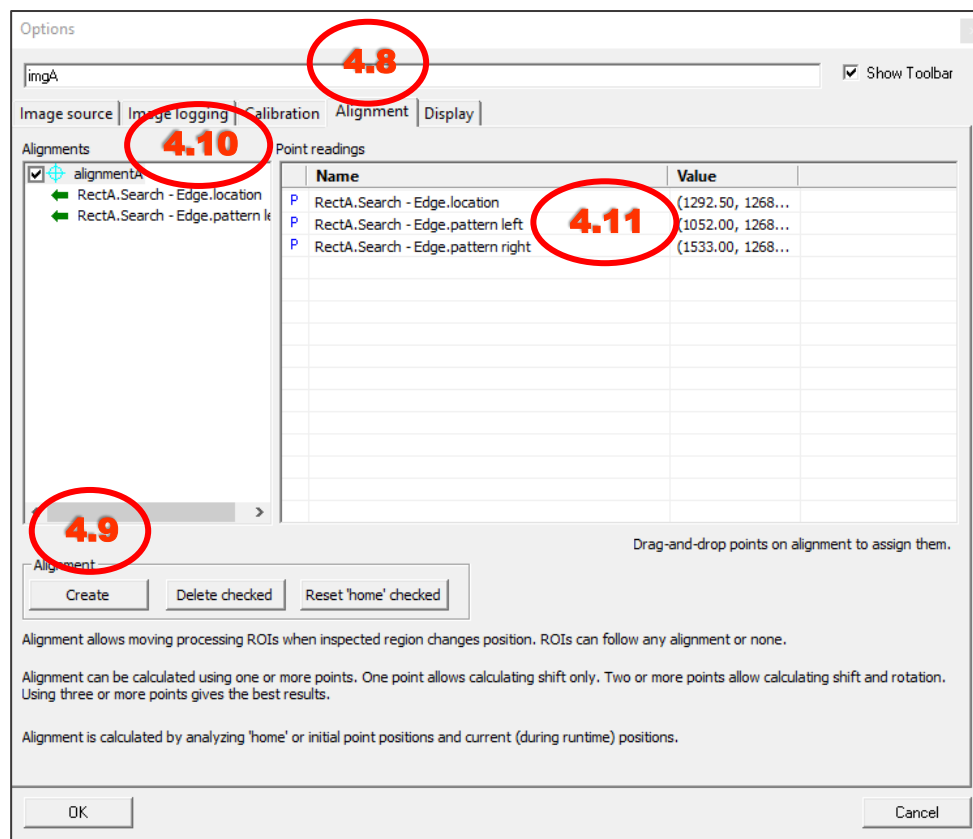 Options
4.8
imgA
Show Toolbar
Image source
Image logging
Calibration
Alignment
Display
4.10
Alignments
Point readings
alignmentA
RectA.Search - Edge.location
RectA.Search - Edge.pattern le
Name
Value
P RectA.Search - Edge.location (1292.50, 1268...
P RectA.Search - Edge.pattern left (1052.00, 1268...
P RectA.Search - Edge.pattern right (1533.00, 1268...
4.11
4.9
Drag-and-drop points on alignment to assign them.
Alignment
Create
Delete checked
Reset 'home' checked
Alignment allows moving processing ROIs when inspected region changes position. ROIs can follow any alignment or none.
Alignment can be calculated using one or more points. One point allows calculating shift only. Two or more points allow calculating shift and rotation.
Using three or more points gives the best results.
Alignment is calculated by analyzing 'home' or initial point positions and current (during runtime) positions.
OK
Cancel